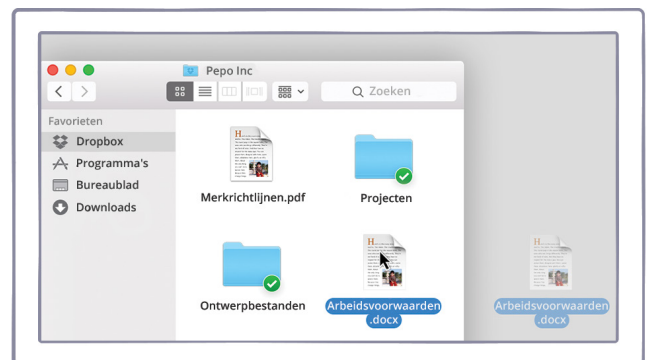 Pepo Inc
Zoeken
Favorieten
Dropbox
Programma's
Bureaublad
Downloads
Merkrichtlijnen.pdf
Projecten
Ontwerpbestanden
Arbeidsvoorwaarden
.docx
Arbeidsvoorwaarden
.docx